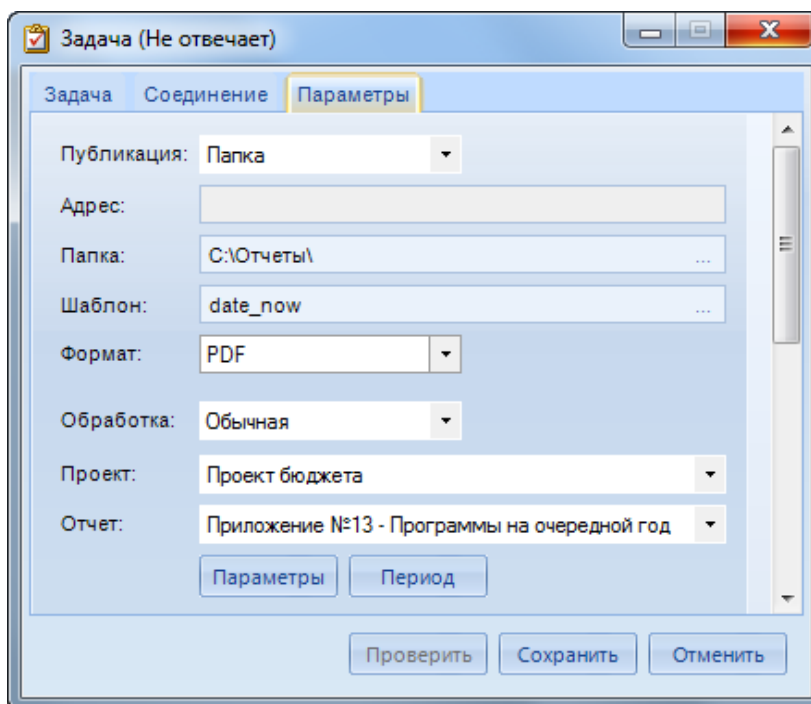 Задача (Не отвечает)
Задача Соединение Параметры
Публикация: Папка
Адрес:
Папка: C:\Отчеты\ ...
Шаблон: date_now ...
Формат: PDF
Обработка: Обычная
Проект: Проект бюджета
Отчет: Приложение №13 - Программы на очередной год
Параметры Период
Проверить Сохранить Отменить